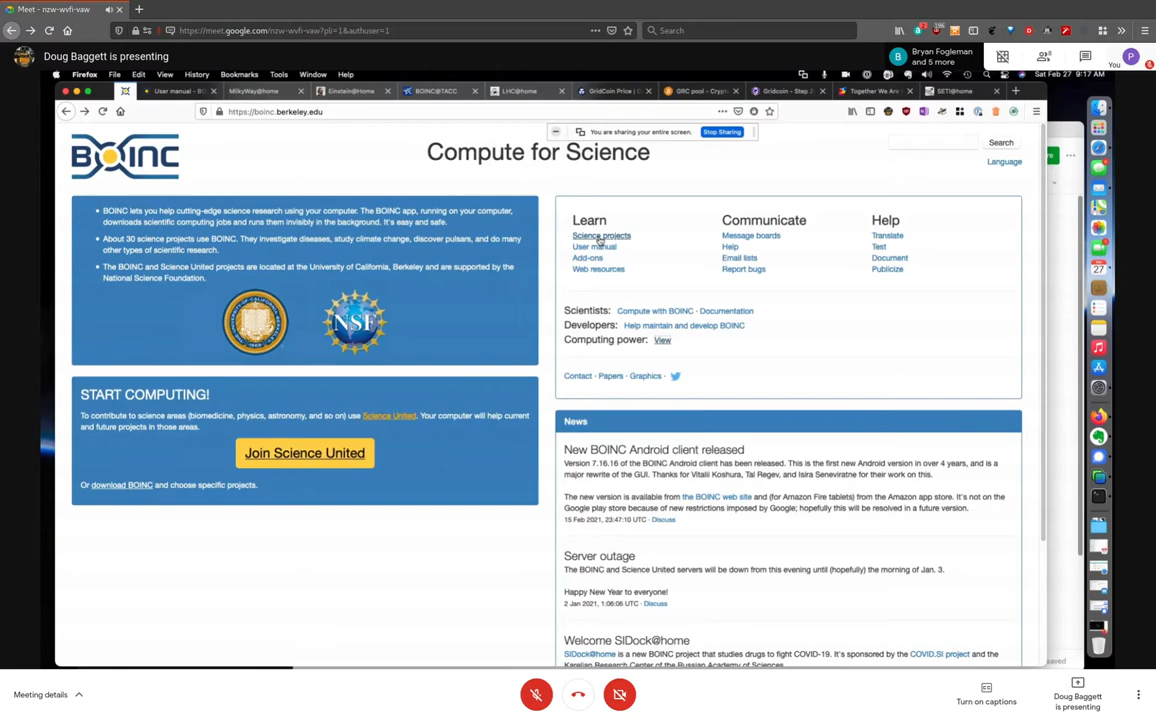 Meet - nzw-wvfi-vaw
https://meet.google.com/nzw-wvfi-vaw?pli=1&authuser=1
Search
Doug Baggett is presenting
Bryan Fogleman
and 5 more
You
Firefox File Edit View History Bookmarks Tools Window Help
Sat Feb 27 9:17 AM
User manual - BO
MilkyWay@home
Einstein@Home
BOINC@TACC
LHC@home
GridCoin Price | G
GRC pool - Crypto
Gridcoin - Step 2
Together We Are
SETI@home
https://boinc.berkeley.edu
You are sharing your entire screen.
Stop Sharing
BOINC
Compute for Science
Search
Language
BOINC lets you help cutting-edge science research using your computer. The BOINC app, running on your computer,
downloads scientific computing jobs and runs them invisibly in the background. It's easy and safe.
About 30 science projects use BOINC. They investigate diseases, study climate change, discover pulsars, and do many
other types of scientific research.
The BOINC and Science United projects are located at the University of California, Berkeley and are supported by the
National Science Foundation.
NSF
START COMPUTING!
To contribute to science areas (biomedicine, physics, astronomy, and so on) use Science United. Your computer will help current
and future projects in those areas.
Join Science United
Or download BOINC and choose specific projects.
Learn
Science projects
User manual
Add-ons
Web resources
Communicate
Message boards
Help
Email lists
Report bugs
Help
Translate
Test
Document
Publicize
Scientists: Compute with BOINC · Documentation
Developers: Help maintain and develop BOINC
Computing power: View
Contact · Papers · Graphics ·
News
New BOINC Android client released
Version 7.16.16 of the BOINC Android client has been released. This is the first new Android version in over 4 years, and is a
major rewrite of the GUI. Thanks for Vitalii Koshura, Tal Regev, and Isira Seneviratne for their work on this.
The new version is available from the BOINC web site and (for Amazon Fire tablets) from the Amazon app store. It's not on the
Google play store because of new restrictions imposed by Google; hopefully this will be resolved in a future version.
15 Feb 2021, 23:47:10 UTC · Discuss
Server outage
The BOINC and Science United servers will be down from this evening until (hopefully) the morning of Jan. 3.
Happy New Year to everyone!
2 Jan 2021, 1:06:06 UTC · Discuss
Welcome SIDock@home
SIDock@home is a new BOINC project that studies drugs to fight COVID-19. It's sponsored by the COVID.SI project and the
Karelian Research Center of the Russian Academy of Sciences.
Meeting details
Turn on captions
Doug Baggett
is presenting